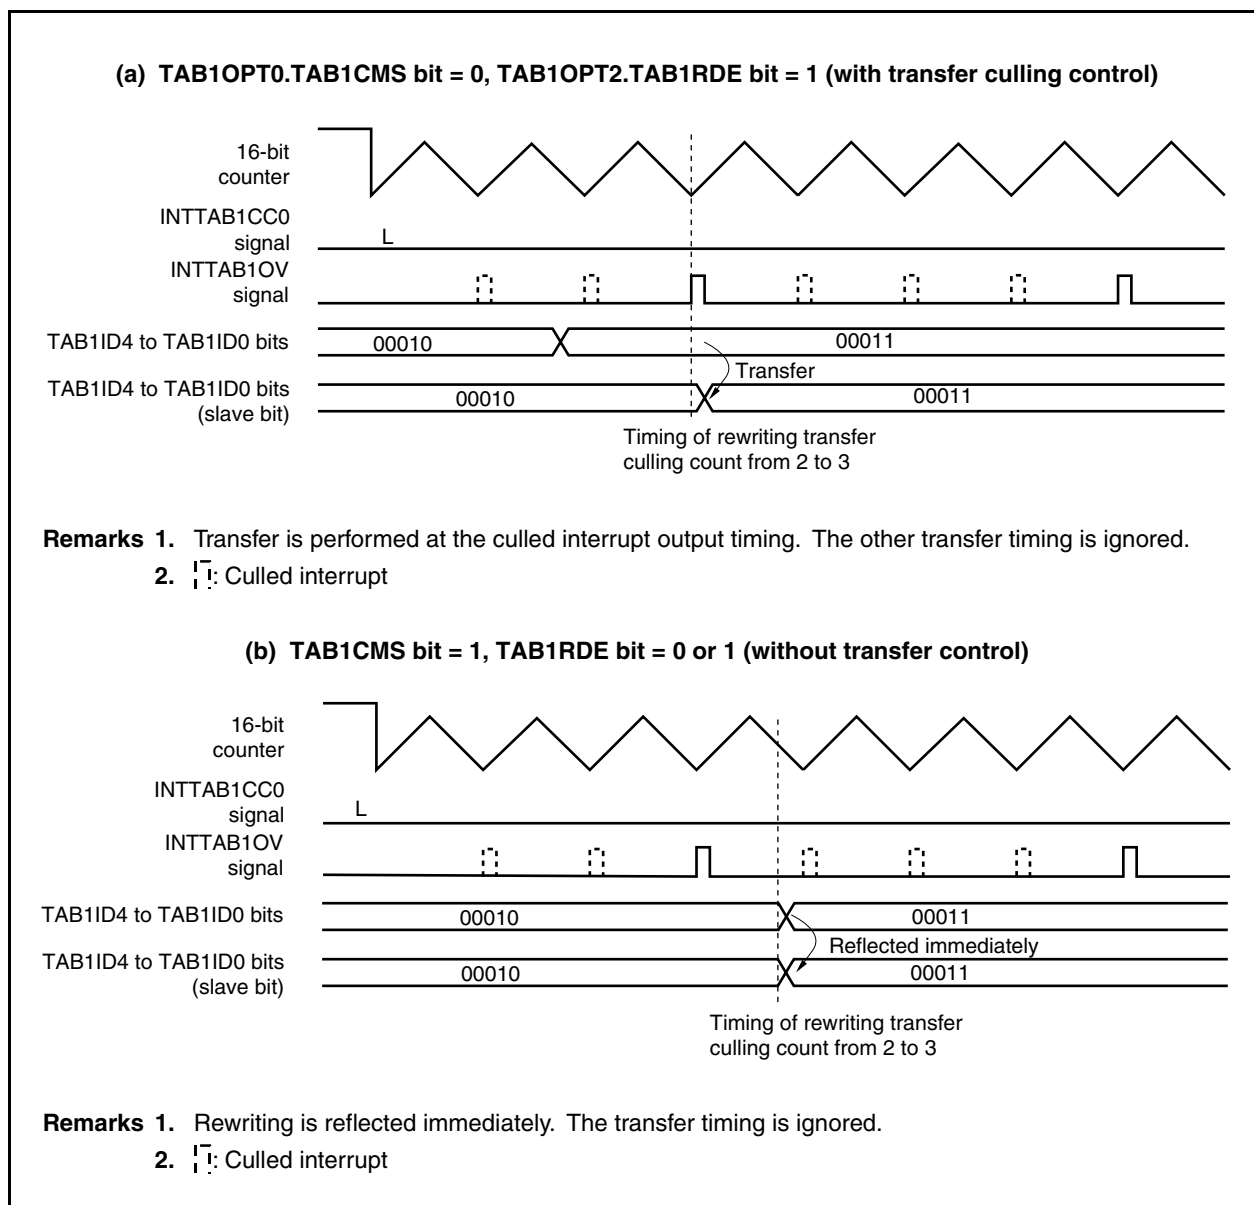 (a) TAB1OPT0.TAB1CMS bit = 0, TAB1OPT2.TAB1RDE bit = 1 (with transfer culling control)
16-bit
counter
INTTAB1CC0
signal
L
INTTAB1OV
signal
TAB1ID4 to TAB1ID0 bits
00010
00011
Transfer
TAB1ID4 to TAB1ID0 bits
(slave bit)
00010
00011
Timing of rewriting transfer
culling count from 2 to 3
Remarks 1. Transfer is performed at the culled interrupt output timing. The other transfer timing is ignored.
2. : Culled interrupt
(b) TAB1CMS bit = 1, TAB1RDE bit = 0 or 1 (without transfer control)
16-bit
counter
INTTAB1CC0
signal
L
INTTAB1OV
signal
TAB1ID4 to TAB1ID0 bits
00010
00011
Reflected immediately
TAB1ID4 to TAB1ID0 bits
(slave bit)
00010
00011
Timing of rewriting transfer
culling count from 2 to 3
Remarks 1. Rewriting is reflected immediately. The transfer timing is ignored.
2. : Culled interrupt